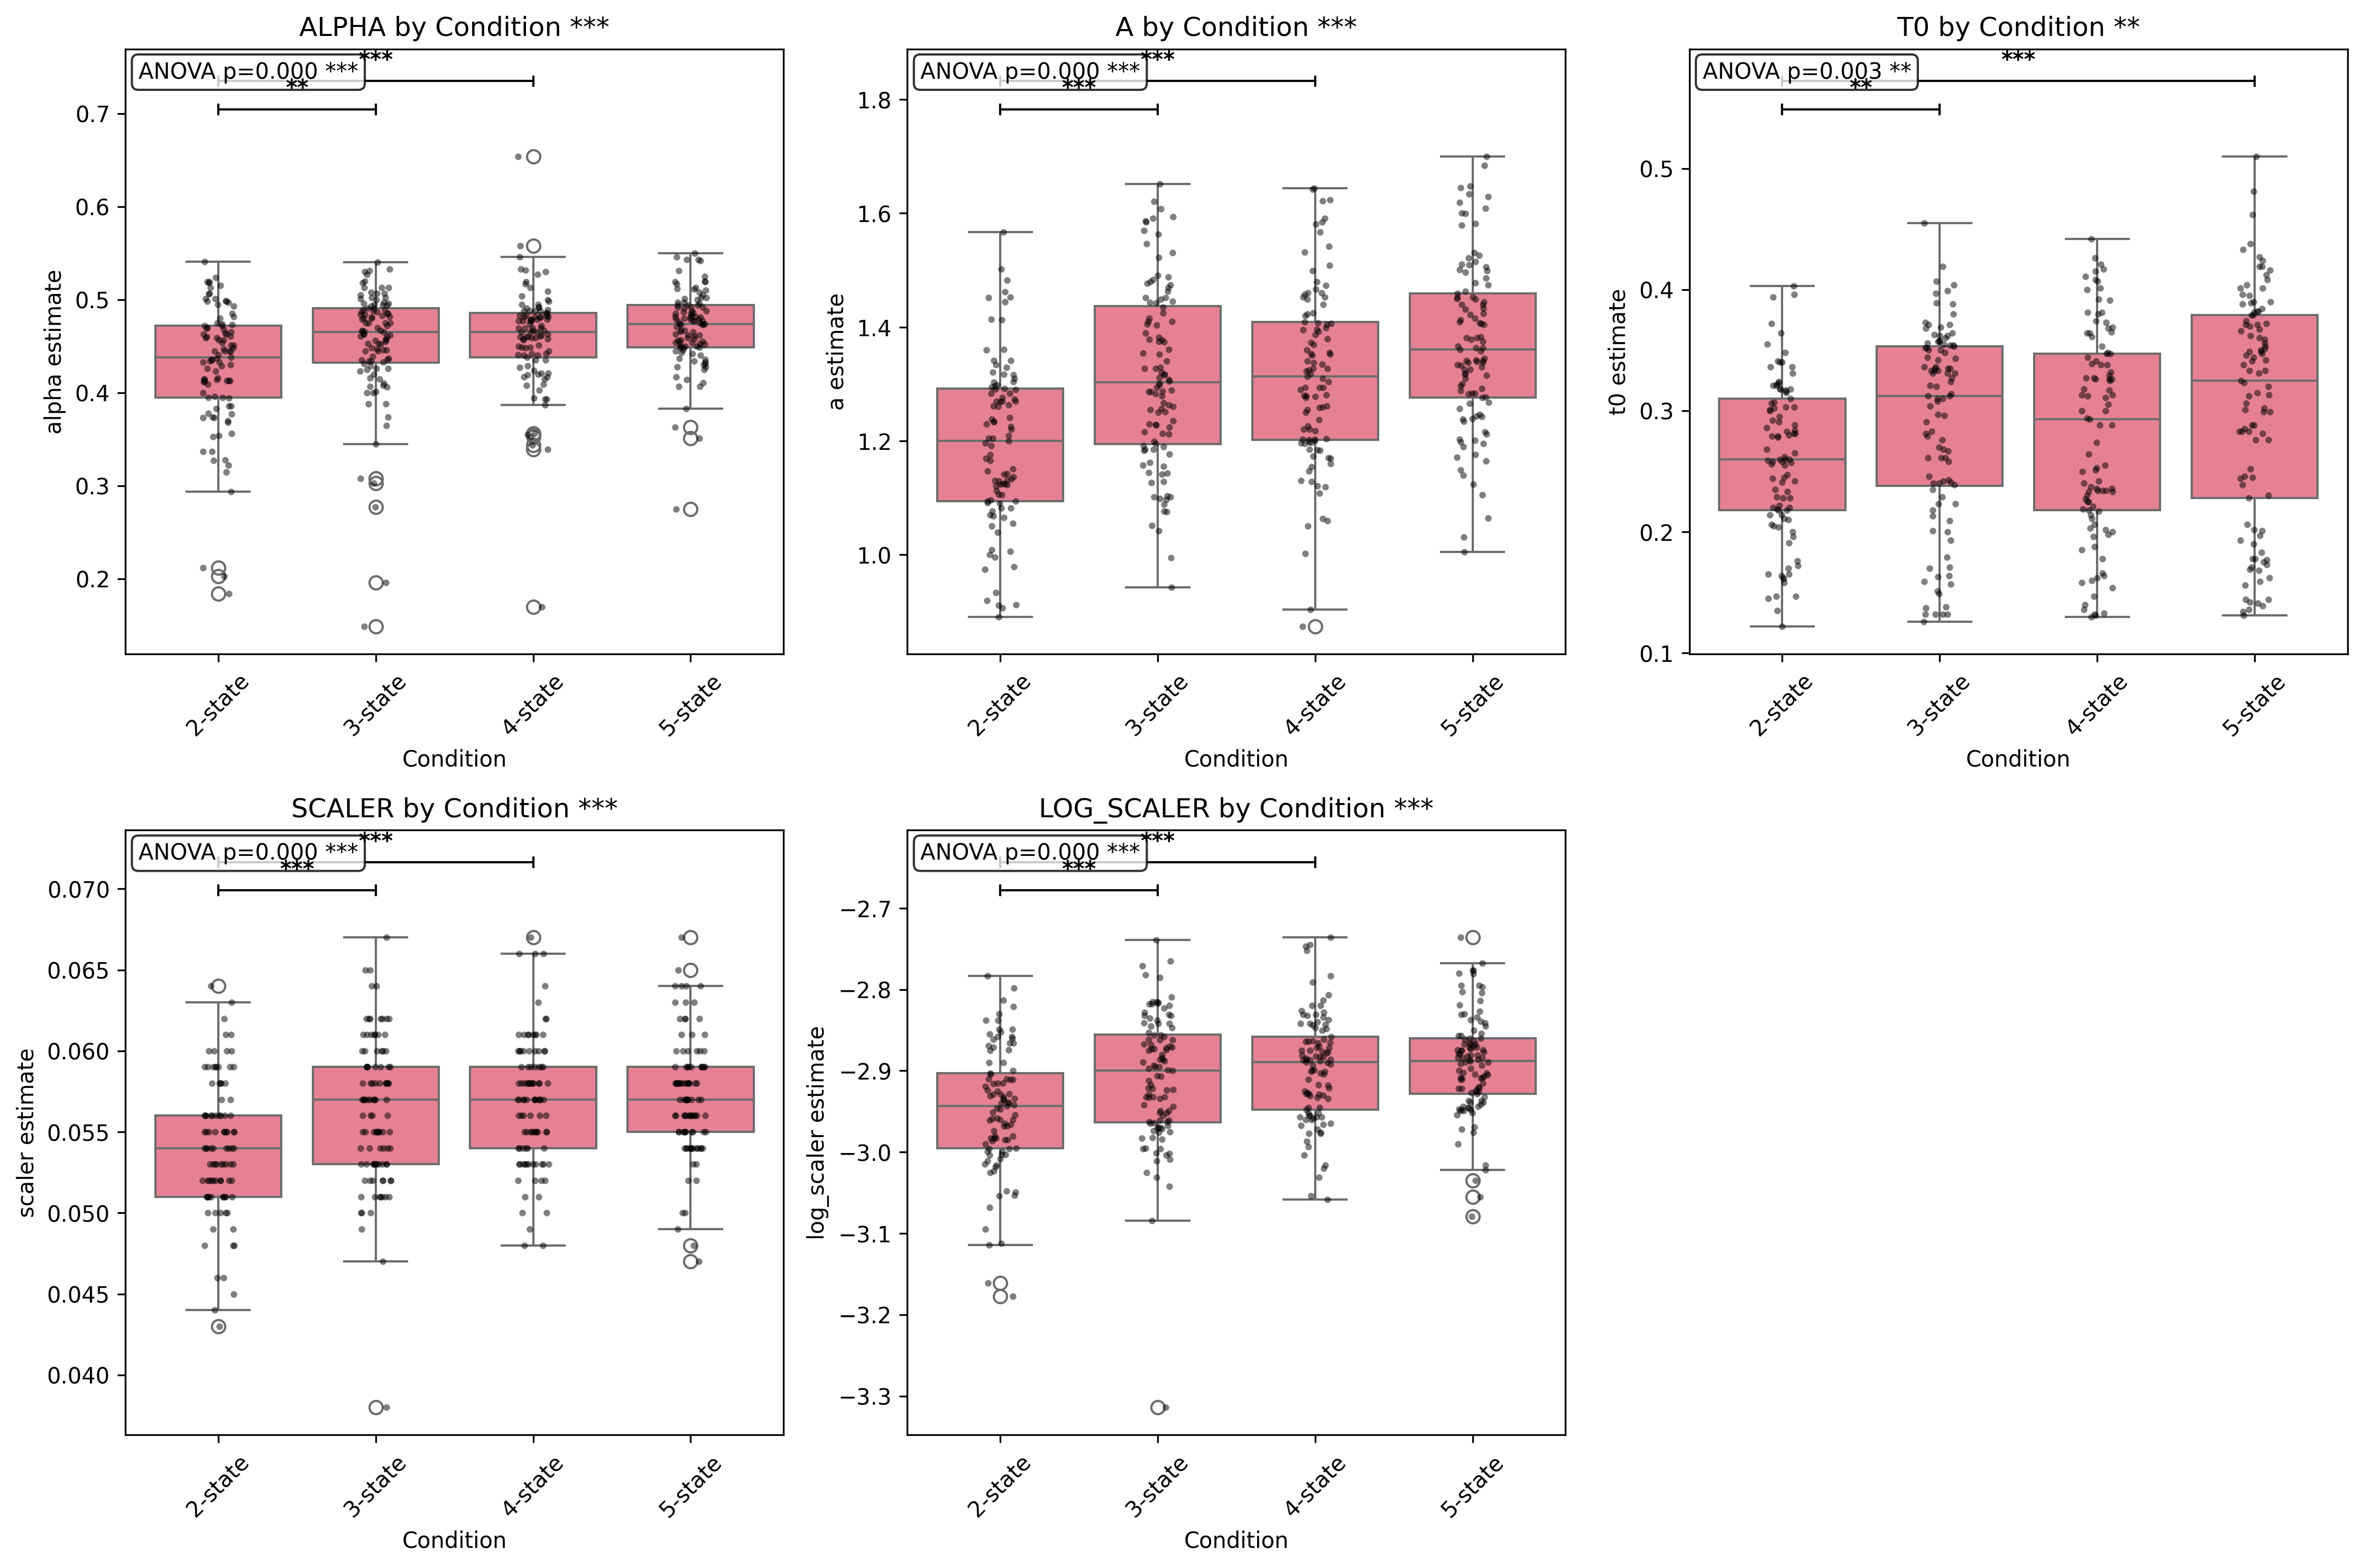 ALPHA by Condition ***
ANOVA p=0.000 ***
***
**
0.7
0.6
0.5
0.4
0.3
0.2
alpha estimate
2-state
3-state
4-state
5-state
Condition
A by Condition ***
ANOVA p=0.000 ***
***
***
1.8
1.6
1.4
1.2
1.0
a estimate
2-state
3-state
4-state
5-state
Condition
T0 by Condition **
ANOVA p=0.003 **
***
**
0.5
0.4
0.3
0.2
0.1
t0 estimate
2-state
3-state
4-state
5-state
Condition
SCALER by Condition ***
ANOVA p=0.000 ***
***
***
0.070
0.065
0.060
0.055
0.050
0.045
0.040
scaler estimate
2-state
3-state
4-state
5-state
Condition
LOG_SCALER by Condition ***
ANOVA p=0.000 ***
***
***
−2.7
−2.8
−2.9
−3.0
−3.1
−3.2
−3.3
log_scaler estimate
2-state
3-state
4-state
5-state
Condition